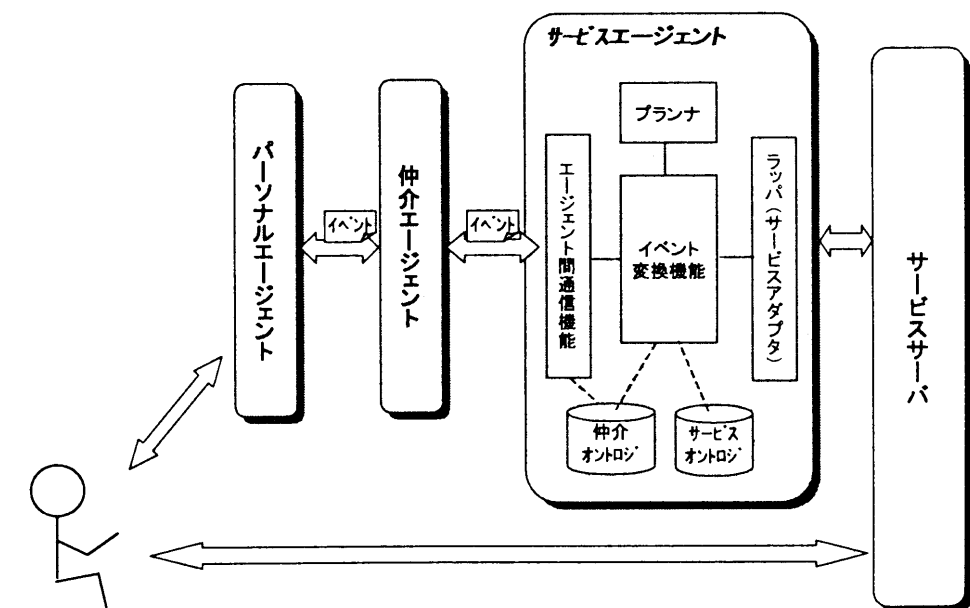 サービスエージェント
プランナ
パーソナルエージェント
イベント
仲介エージェント
イベント
エージェント間通信機能
イベント
変換機能
ラッパ(サービスアダプタ)
サービスサーバ
仲介
オントロジ
サービス
オントロジ